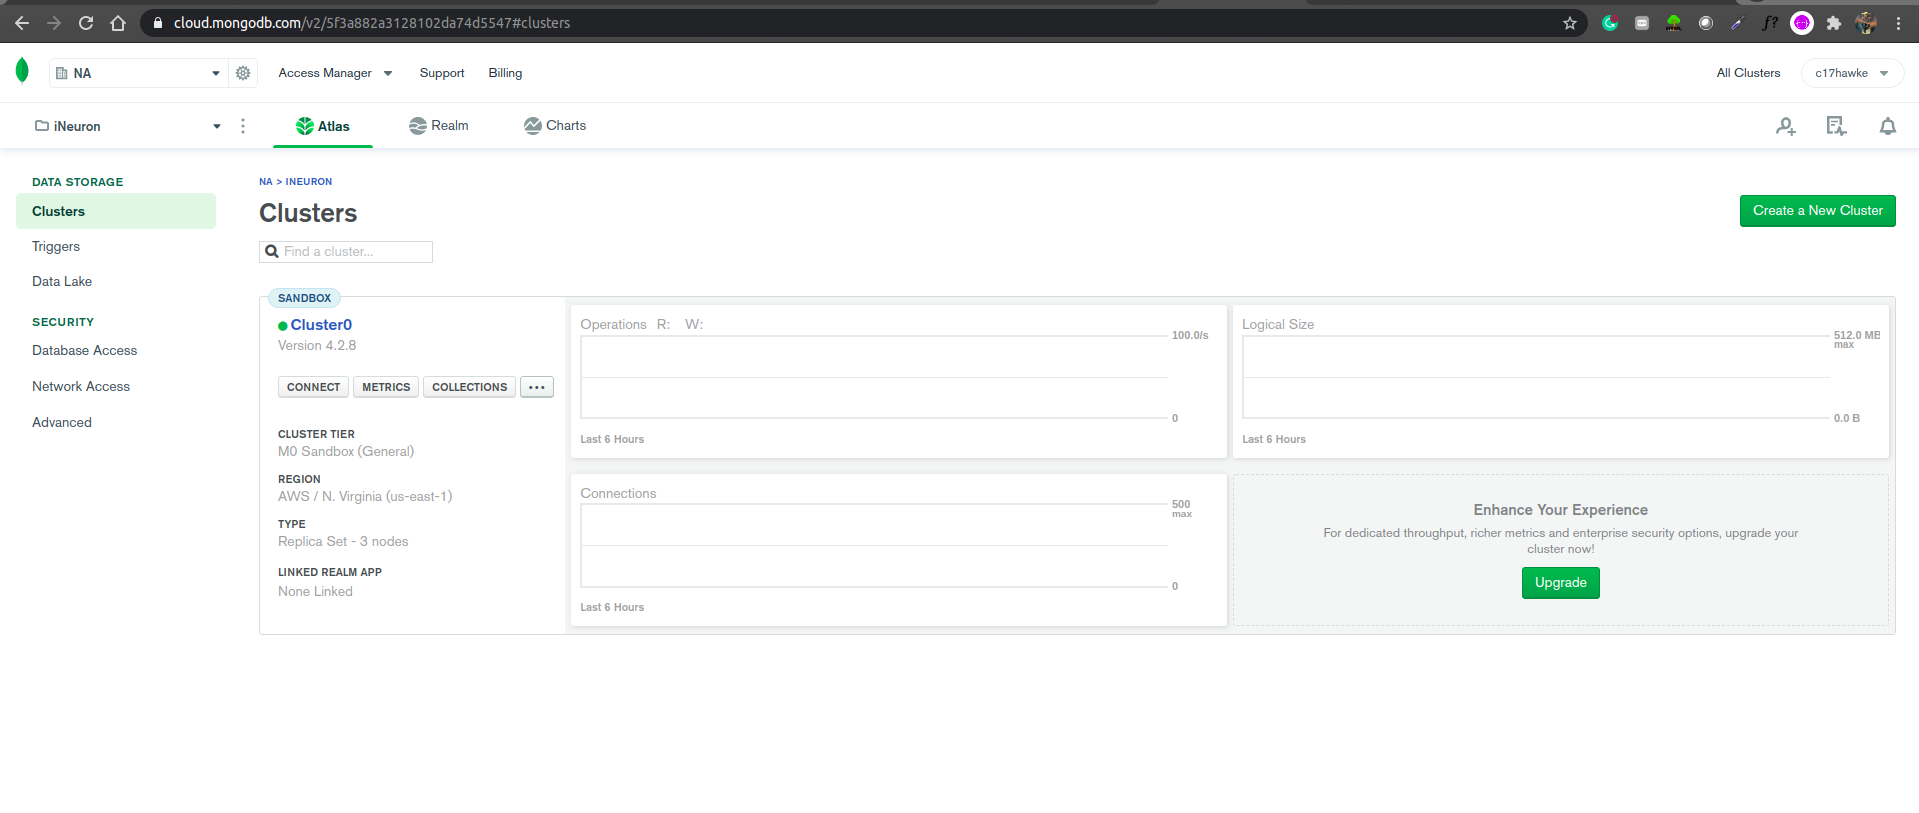 cloud.mongodb.com/v2/5f3a882a3128102da74d5547#clusters
f?
NA
Access Manager
Support
Billing
All Clusters
c17hawke
iNeuron
Atlas
Realm
Charts
DATA STORAGE
Clusters
Triggers
Data Lake
SECURITY
Database Access
Network Access
Advanced
NA > INEURON
Clusters
Create a New Cluster
Find a cluster...
SANDBOX
Cluster0
Version 4.2.8
CONNECT
METRICS
COLLECTIONS
...
CLUSTER TIER
M0 Sandbox (General)
REGION
AWS / N. Virginia (us-east-1)
TYPE
Replica Set - 3 nodes
LINKED REALM APP
None Linked
Operations R: W:
100.0/s
0
Last 6 Hours
Logical Size
512.0 MB
max
0.0 B
Last 6 Hours
Connections
500
max
0
Last 6 Hours
Enhance Your Experience
For dedicated throughput, richer metrics and enterprise security options, upgrade your
cluster now!
Upgrade